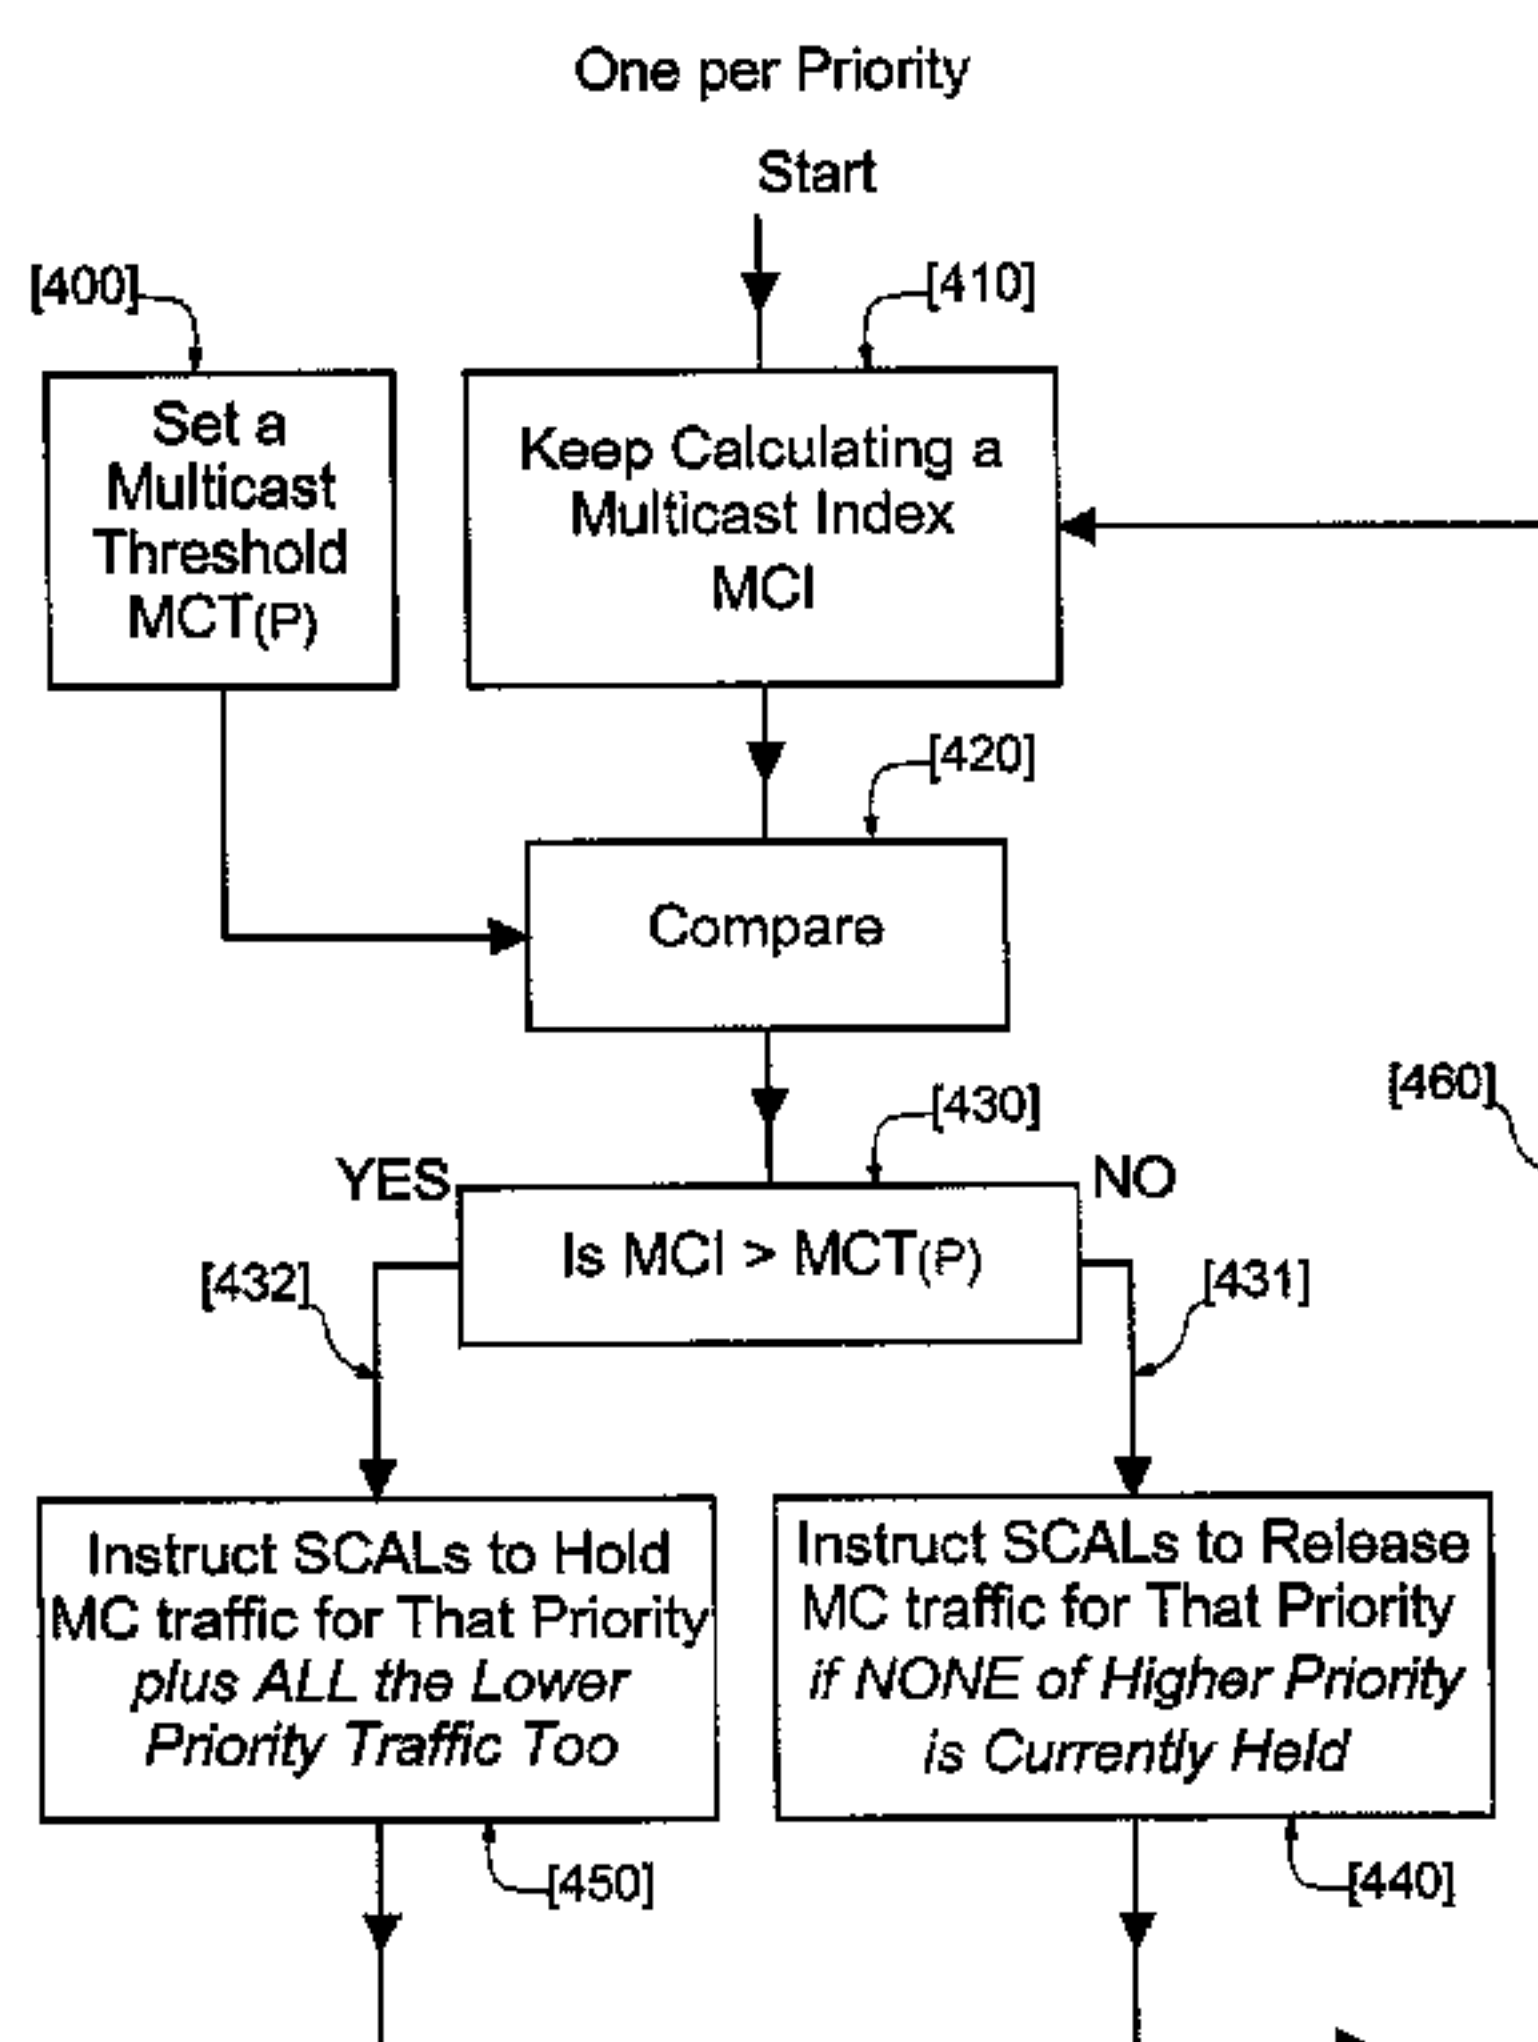 One per Priority
Start
[400]
[410]
Set a
Multicast
Threshold
MCT(P)
Keep Calculating a
Multicast Index
MCI
[420]
Compare
[460]
[430]
YES
NO
Is MCI > MCT(P)
[432]
[431]
Instruct SCALs to Hold
MC traffic for That Priority
plus ALL the Lower
Priority Traffic Too
Instruct SCALs to Release
MC traffic for That Priority
if NONE of Higher Priority
is Currently Held
[450]
[440]